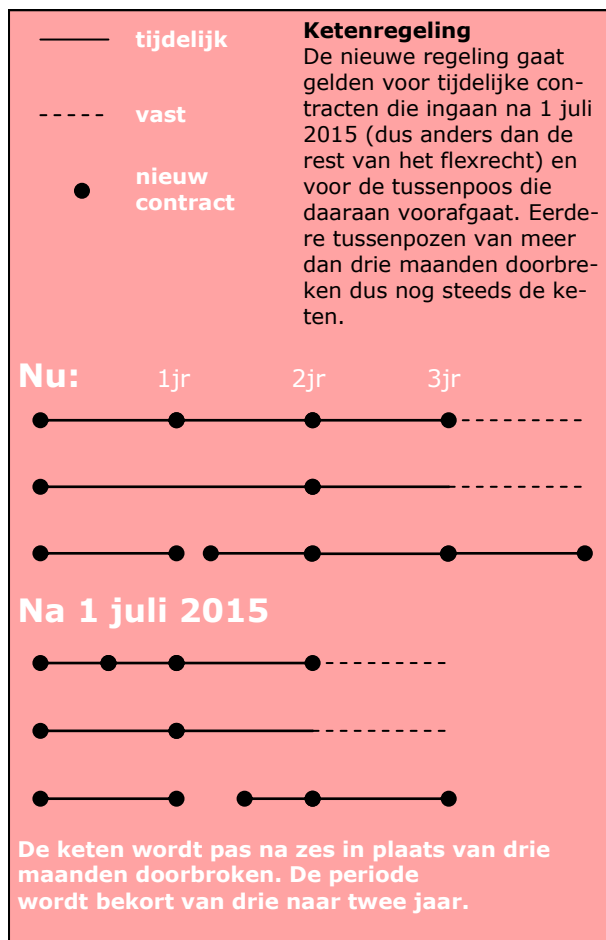 tijdelijk
vast
nieuw
contract
Ketenregeling
De nieuwe regeling gaat
gelden voor tijdelijke con-
tracten die ingaan na 1 juli
2015 (dus anders dan de
rest van het flexrecht) en
voor de tussenpoos die
daaraan voorafgaat. Eerde-
re tussenpozen van meer
dan drie maanden doorbre-
ken dus nog steeds de ke-
ten.
Nu: 1jr 2jr 3jr
Na 1 juli 2015
De keten wordt pas na zes in plaats van drie
maanden doorbroken. De periode
wordt bekort van drie naar twee jaar.